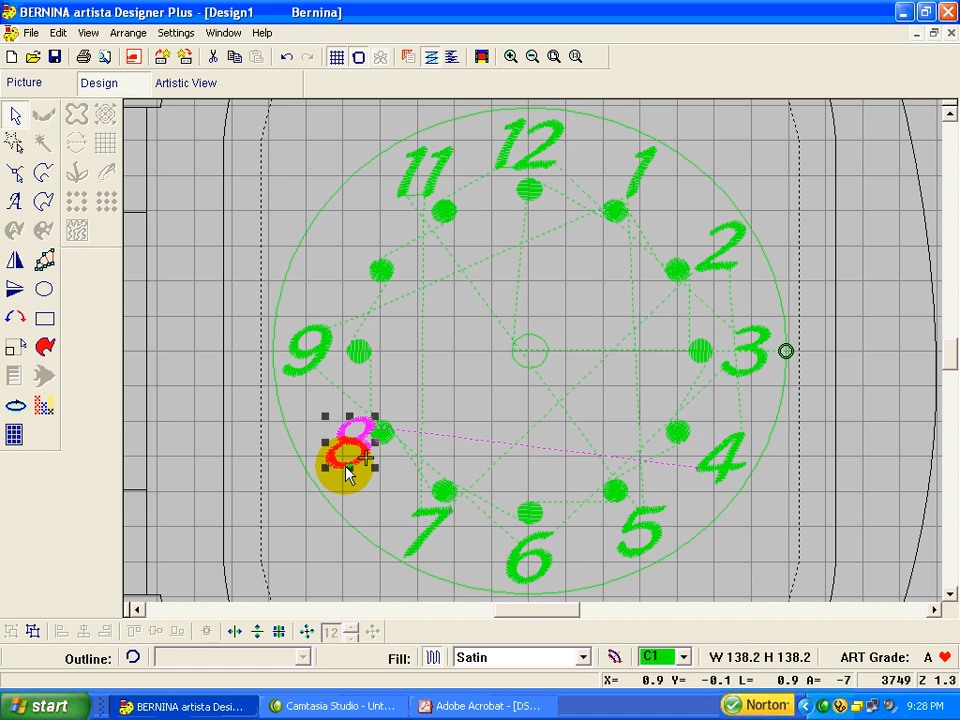 BERNINA artista Designer Plus - [Design1 Bernina]
File Edit View Arrange Settings Window Help
Picture Design Artistic View
12
11 1
2
9 3
8 4
7 5
6
12
Outline: Fill: Satin C1 W 138.2 H 138.2 ART Grade: A
X= 0.9 Y= -0.1 L= 0.9 A= -7 3749 Z 1.3
start BERNINA artista Desi... Camtasia Studio - Unt... Adobe Acrobat - [DS... Norton 9:28 PM